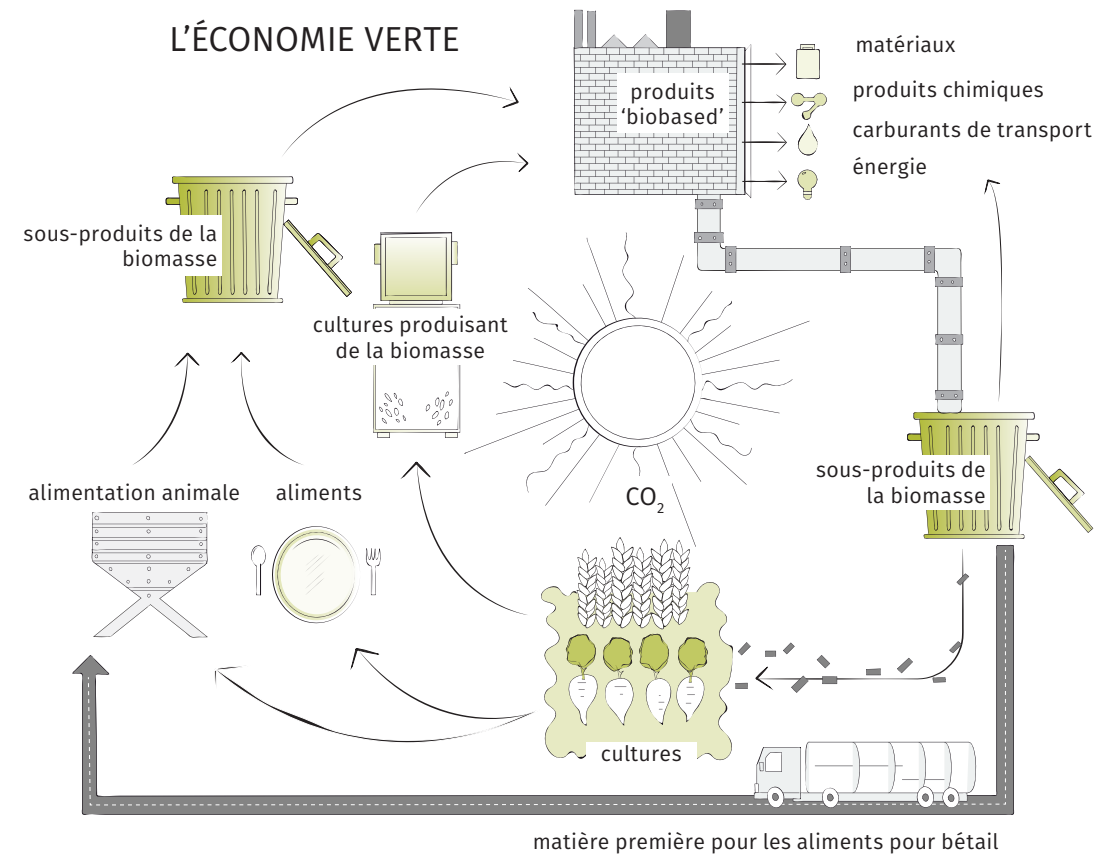 L’ÉCONOMIE VERTE
produits
‘biobased’
matériaux
produits chimiques
carburants de transport
énergie
sous-produits de la
biomasse
cultures produisant
de la biomasse
alimentation animale
aliments
CO₂
sous-produits de
la biomasse
cultures
matière première pour les aliments pour bétail